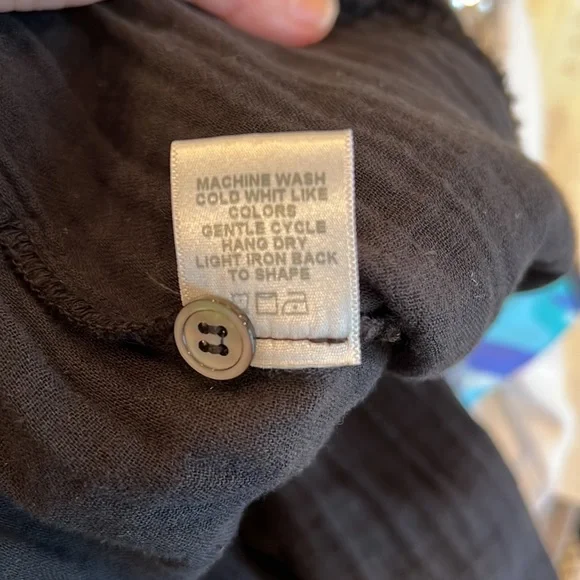 MACHINE WASH
COLD WHIT LIKE
COLORS
GENTLE CYCLE
HANG DRY
LIGHT IRON BACK
TO SHAPE